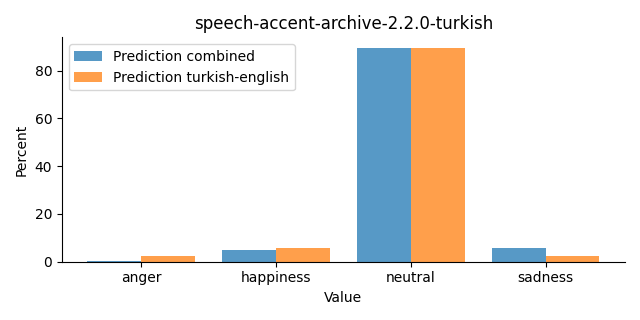 speech-accent-archive-2.2.0-turkish
Prediction combined
Prediction turkish-english
Percent
80
60
40
20
0
anger happiness neutral sadness
Value